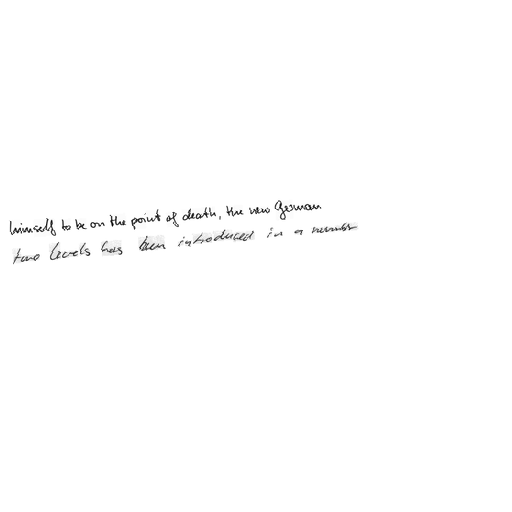 himself to be on the point of death, the new German
two levels has been introduced in a number